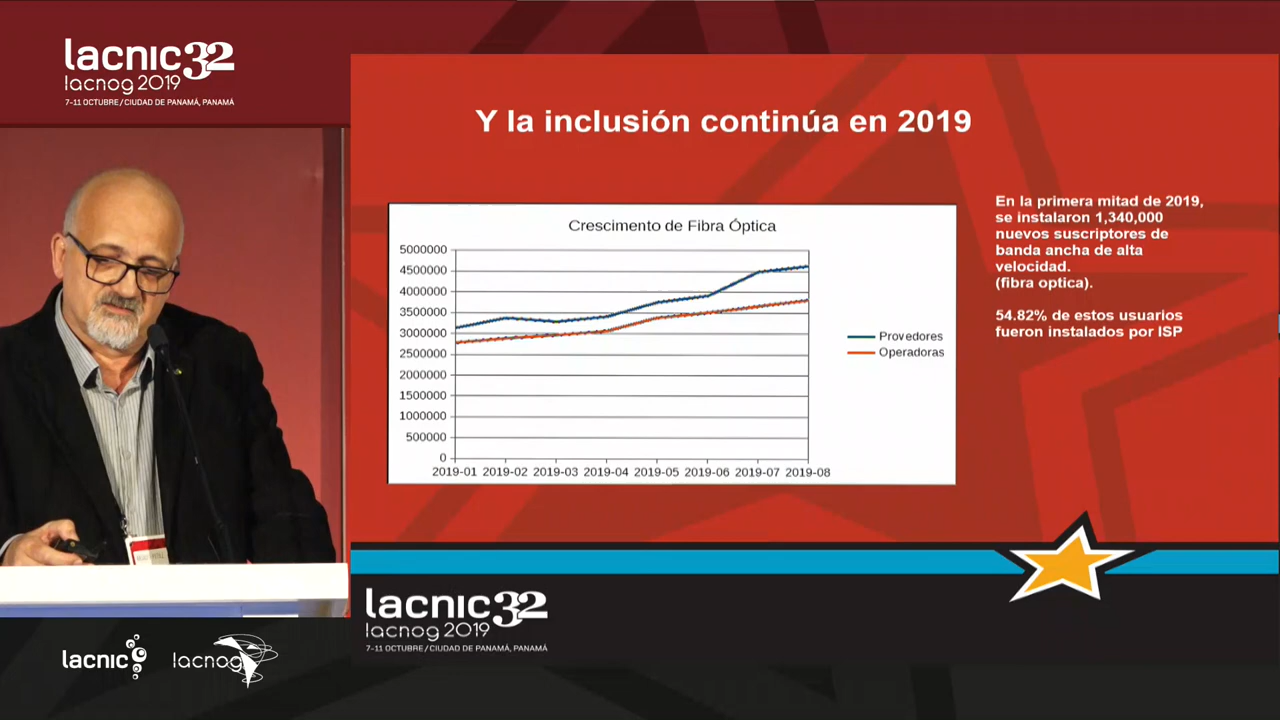 lacnic 32
lacnog 2019
7-11 OCTUBRE / CIUDAD DE PANAMÁ, PANAMÁ
Y la inclusión continúa en 2019
Crescimento de Fibra Óptica
5000000
4500000
4000000
3500000
3000000
2500000
2000000
1500000
1000000
500000
0
2019-01 2019-02 2019-03 2019-04 2019-05 2019-06 2019-07 2019-08
Provedores
Operadoras
En la primera mitad de 2019,
se instalaron 1,340,000
nuevos suscriptores de
banda ancha de alta
velocidad.
(fibra optica).
54.82% de estos usuarios
fueron instalados por ISP
lacnic 32
lacnog 2019
7-11 OCTUBRE / CIUDAD DE PANAMÁ, PANAMÁ
lacnic
lacnog